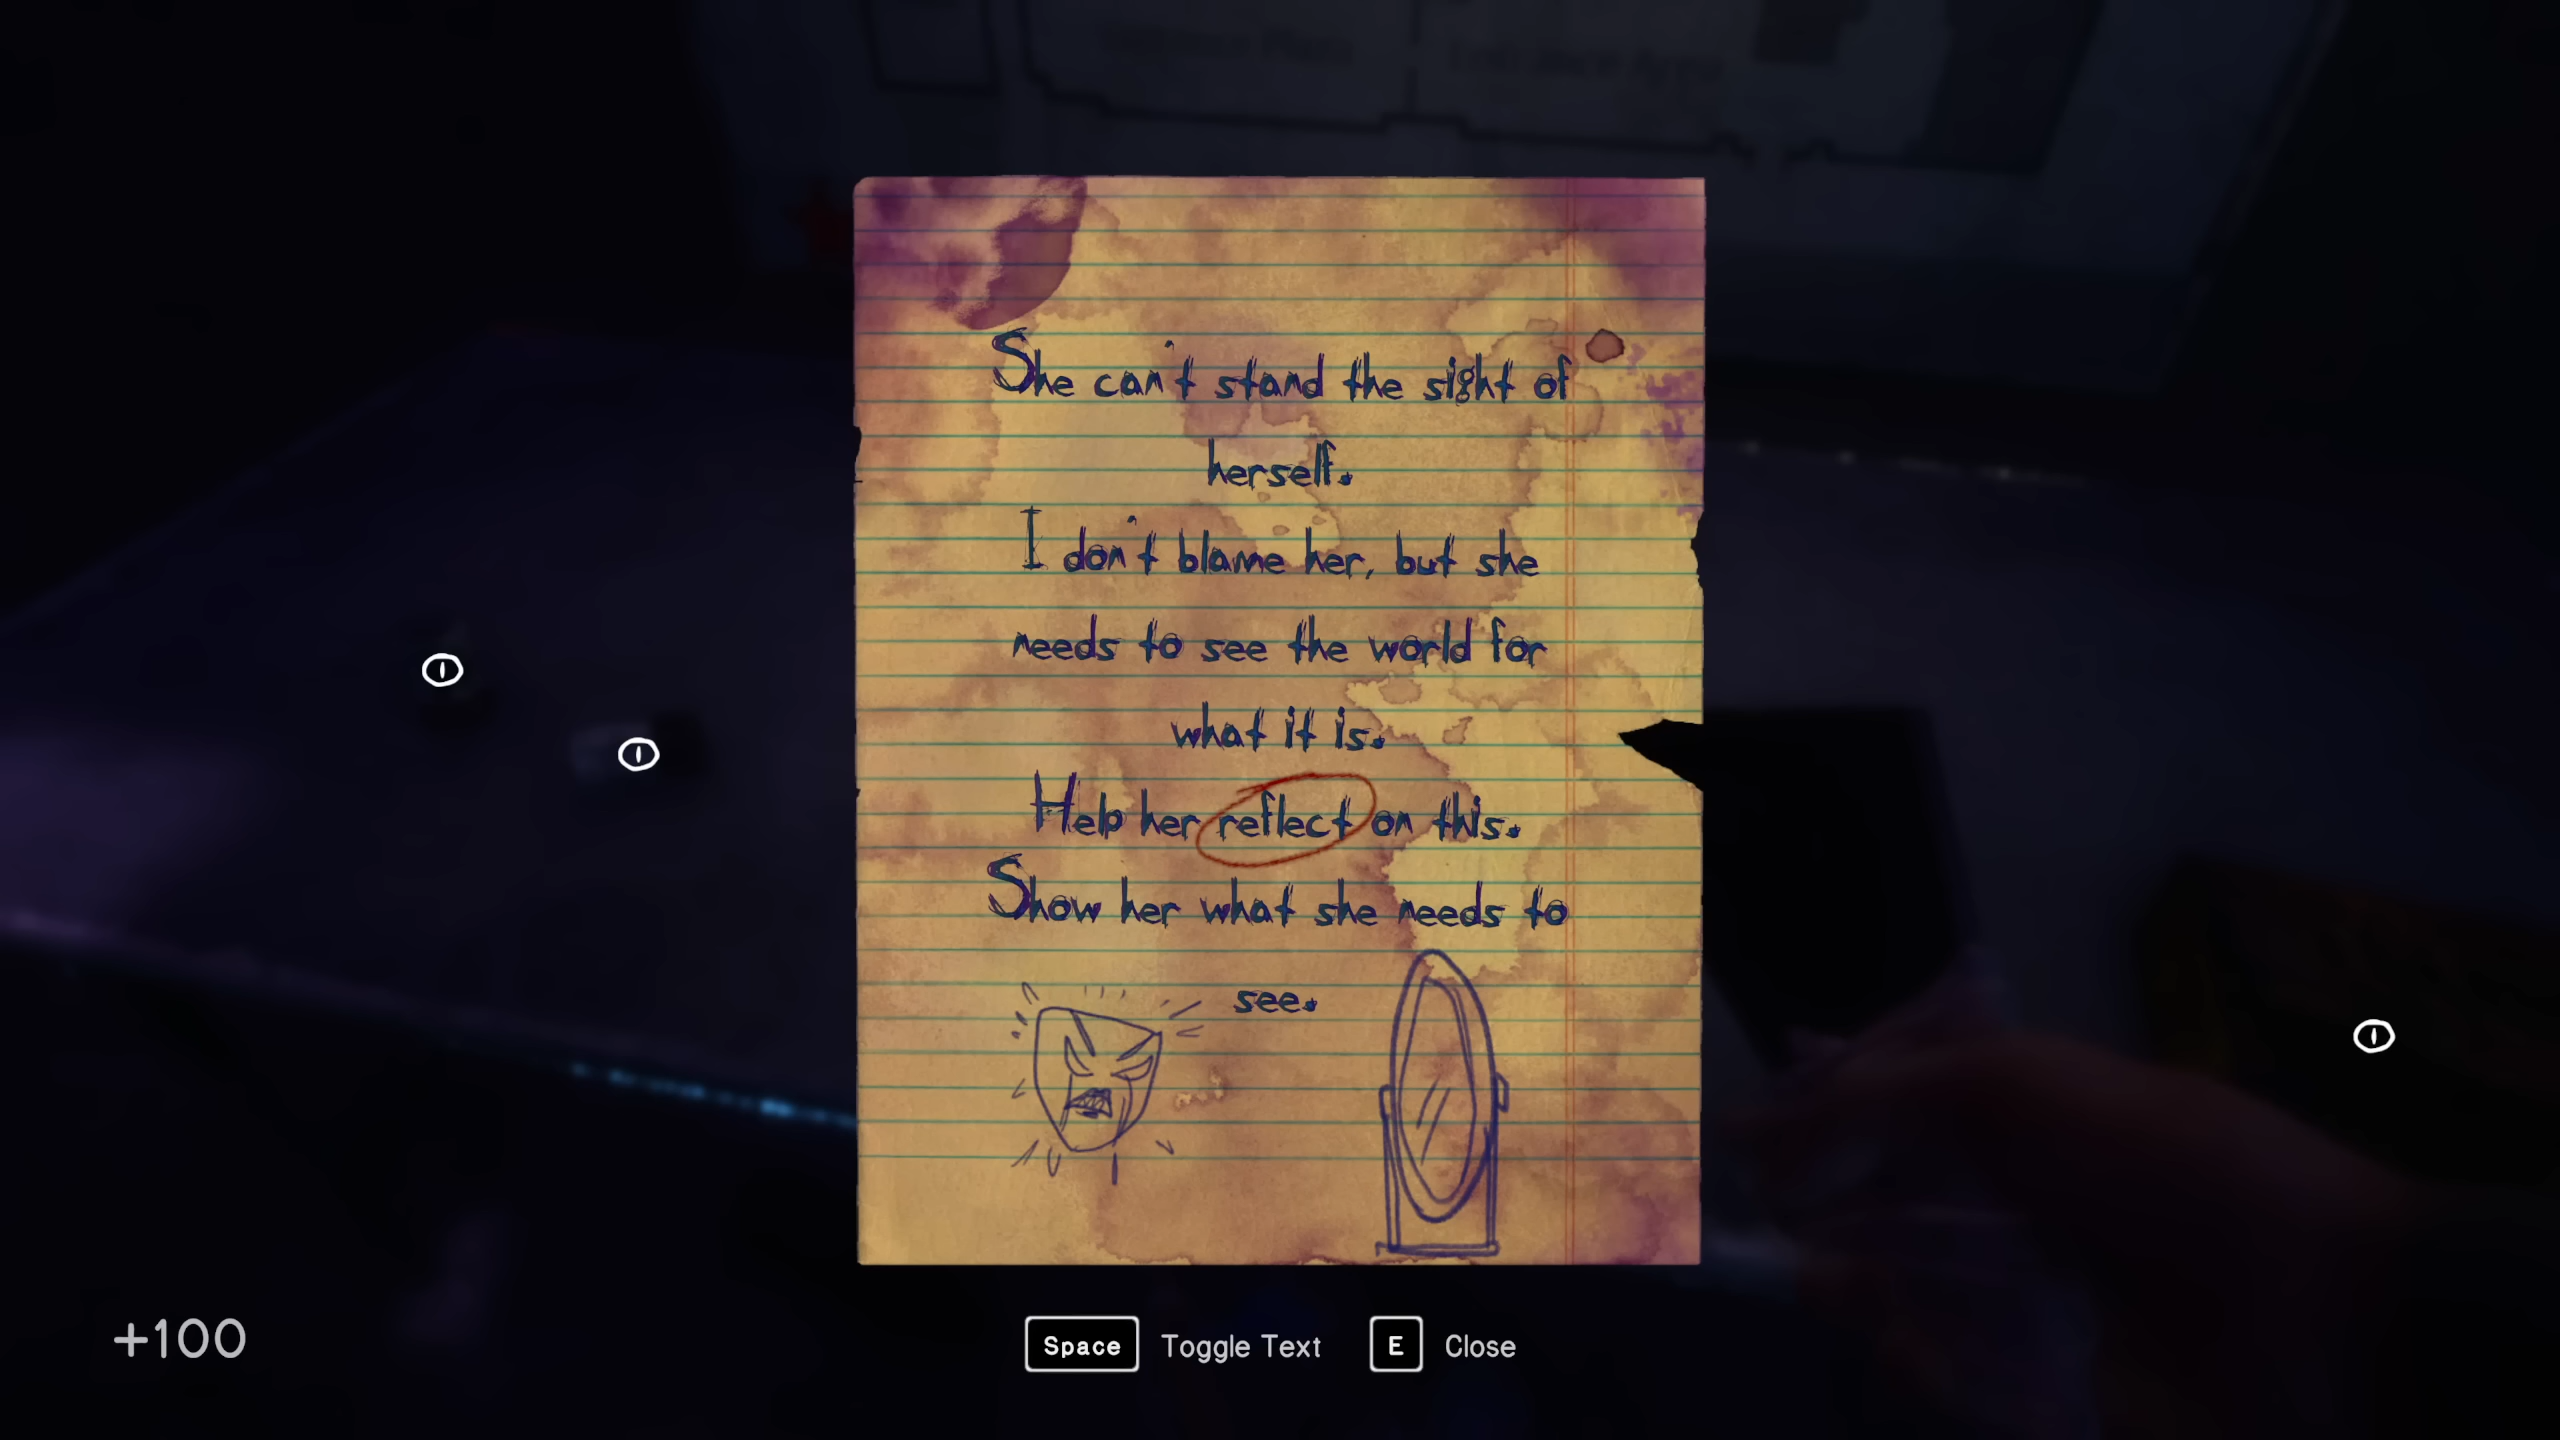 Entrance Area
She can't stand the sight of
herself.
I don't blame her, but she
needs to see the world for
what it is.
Help her reflect on this.
Show her what she needs to
see.
+100
Space Toggle Text E Close